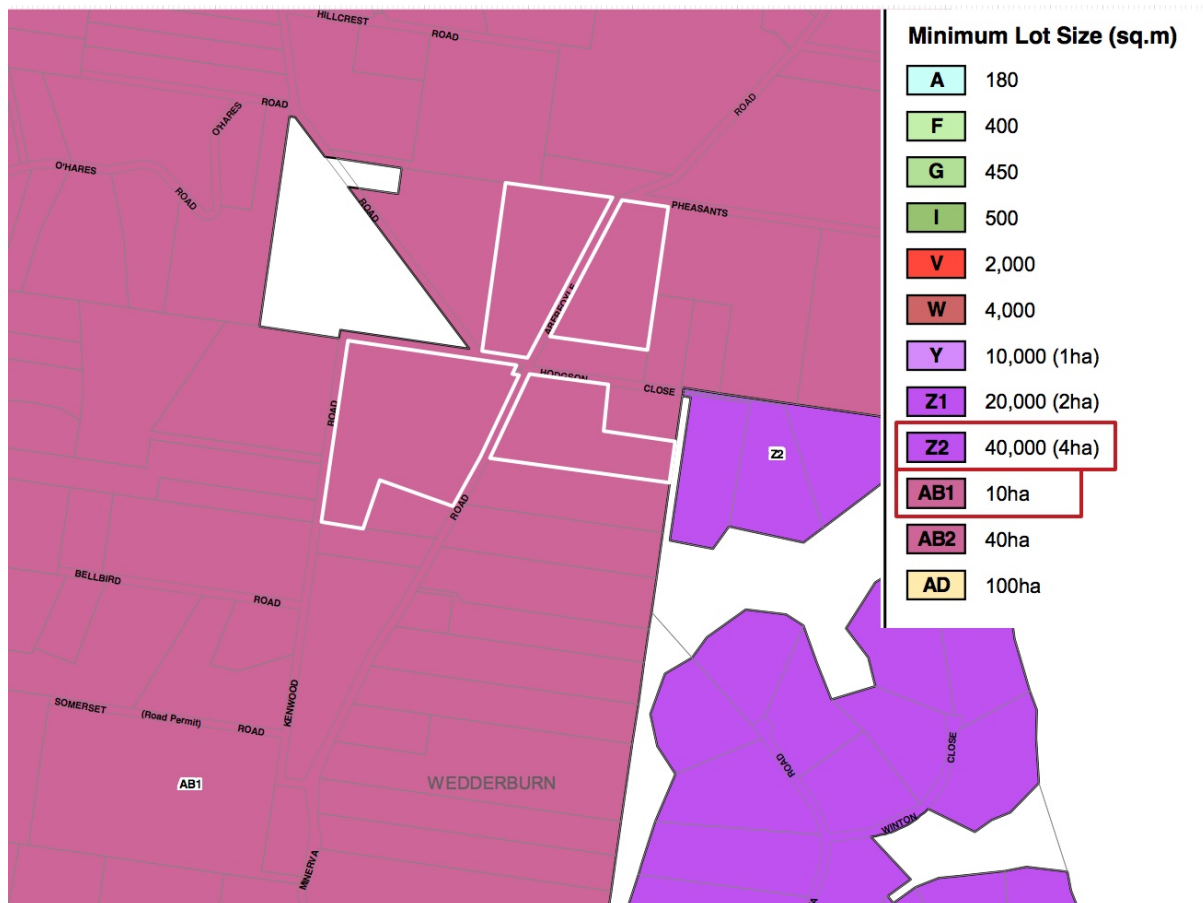 HILLCREST
ROAD
ROAD
O'HARES
ROAD
O'HARES
ROAD
ROAD
PHEASANTS
ABERFOYLE
HODGSON
CLOSE
ROAD
Z2
ROAD
BELLBIRD
ROAD
KENWOOD
SOMERSET
(Road Permit)
ROAD
AB1
WEDDERBURN
MINERVA
ROAD
CLOSE
WINTON
Minimum Lot Size (sq.m)
A 180
F 400
G 450
I 500
V 2,000
W 4,000
Y 10,000 (1ha)
Z1 20,000 (2ha)
Z2 40,000 (4ha)
AB1 10ha
AB2 40ha
AD 100ha